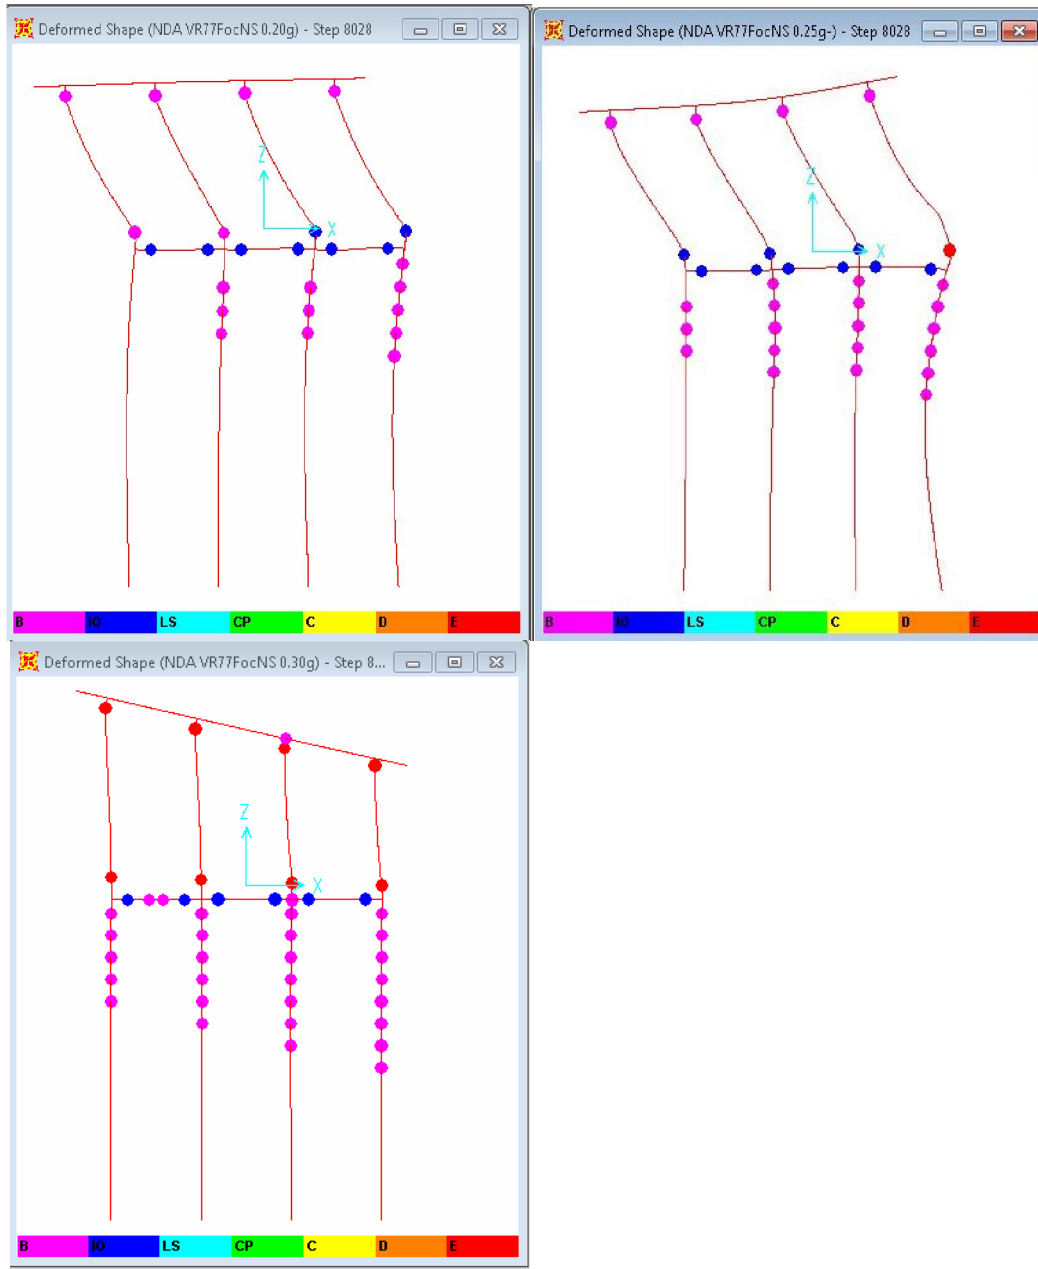 Deformed Shape (NDA VR77FocNS 0.20g) - Step 8028
Z
X
B IO LS CP C D E
Deformed Shape (NDA VR77FocNS 0.25g-) - Step 8028
Z
X
B IO LS CP C D E
Deformed Shape (NDA VR77FocNS 0.30g) - Step 8...
Z
X
B IO LS CP C D E